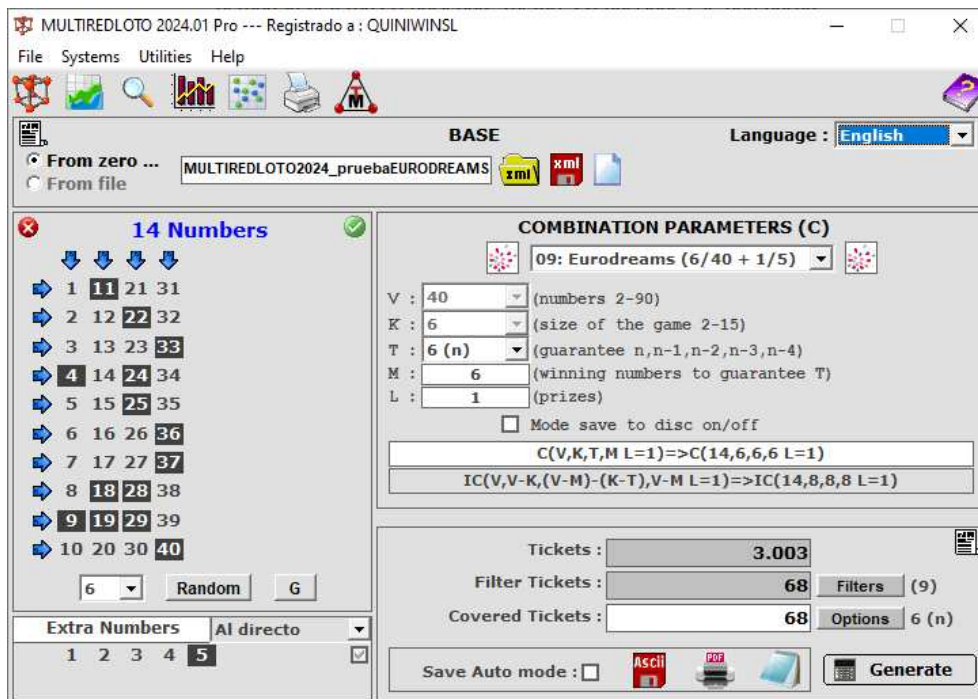 MULTIREDLOTO 2024.01 Pro --- Registrado a : QUINIWINSL
File Systems Utilities Help
M
BASE
Language : English
From zero ...
MULTIREDLOTO2024_pruebaEURODREAMS
xml
xml
From file
14 Numbers
1 11 21 31
2 12 22 32
3 13 23 33
4 14 24 34
5 15 25 35
6 16 26 36
7 17 27 37
8 18 28 38
9 19 29 39
10 20 30 40
6 Random G
Extra Numbers Al directo
1 2 3 4 5
COMBINATION PARAMETERS (C)
09: Eurodreams (6/40 + 1/5)
V : 40 (numbers 2-90)
K : 6 (size of the game 2-15)
T : 6 (n) (guarantee n,n-1,n-2,n-3,n-4)
M : 6 (winning numbers to guarantee T)
L : 1 (prizes)
Mode save to disc on/off
C(V,K,T,M L=1)=>C(14,6,6,6 L=1)
IC(V,V-K,(V-M)-(K-T),V-M L=1)=>IC(14,8,8,8 L=1)
Tickets : 3.003
Filter Tickets : 68 Filters (9)
Covered Tickets : 68 Options 6 (n)
Save Auto mode : Ascii PDF Generate